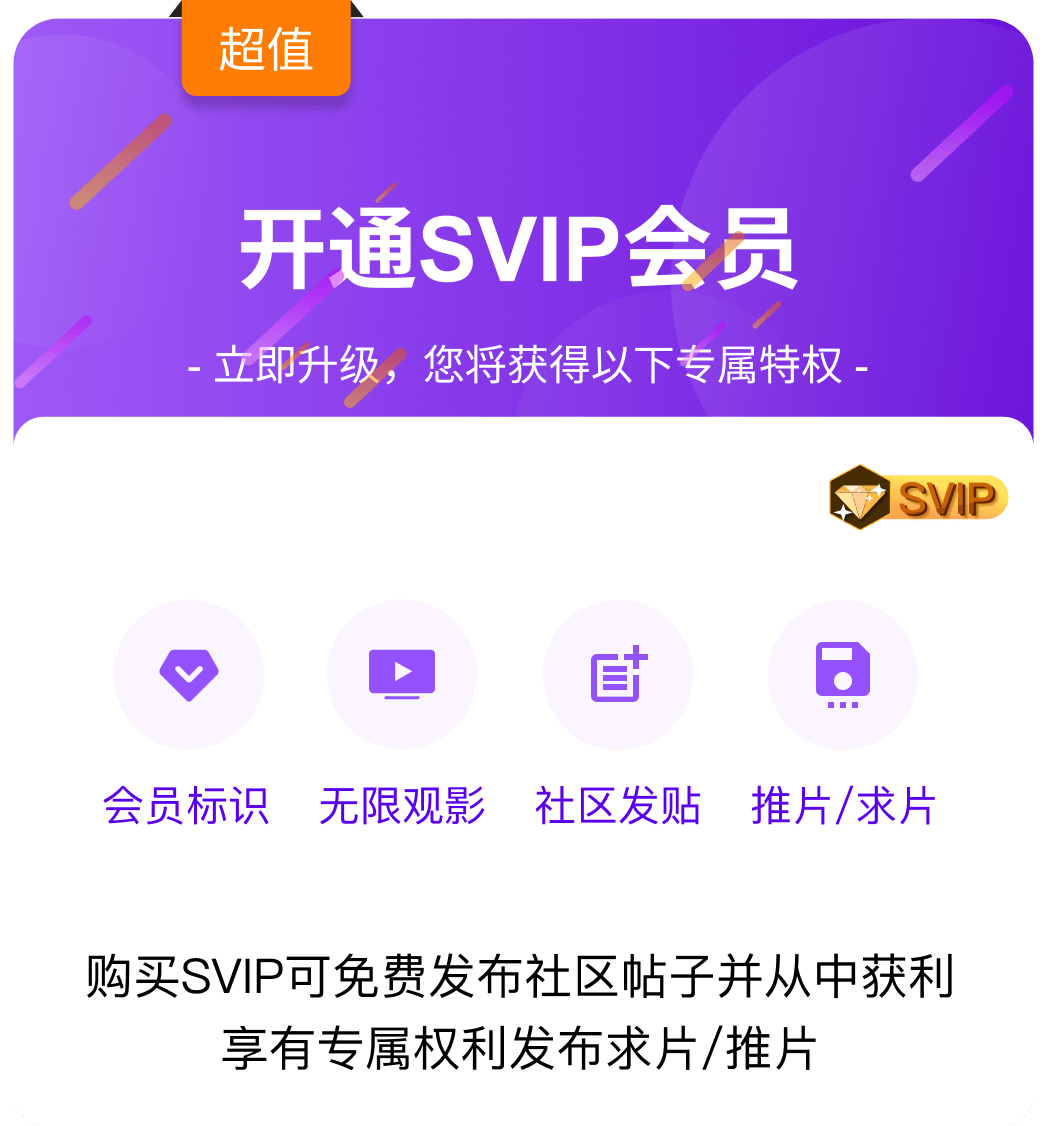 超值
开通SVIP会员
- 立即升级，您将获得以下专属特权 -
SVIP
会员标识 无限观影 社区发贴 推片/求片
购买SVIP可免费发布社区帖子并从中获利
享有专属权利发布求片/推片